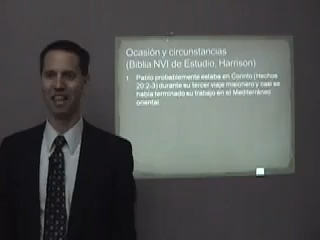 Ocasión y circunstancias
(Biblia NVI de Estudio, Harrison)
1. Pablo probablemente estaba en Corinto (Hechos
20:2-3) durante su tercer viaje misionero y casi se
había terminado su trabajo en el Mediterráneo
oriental.